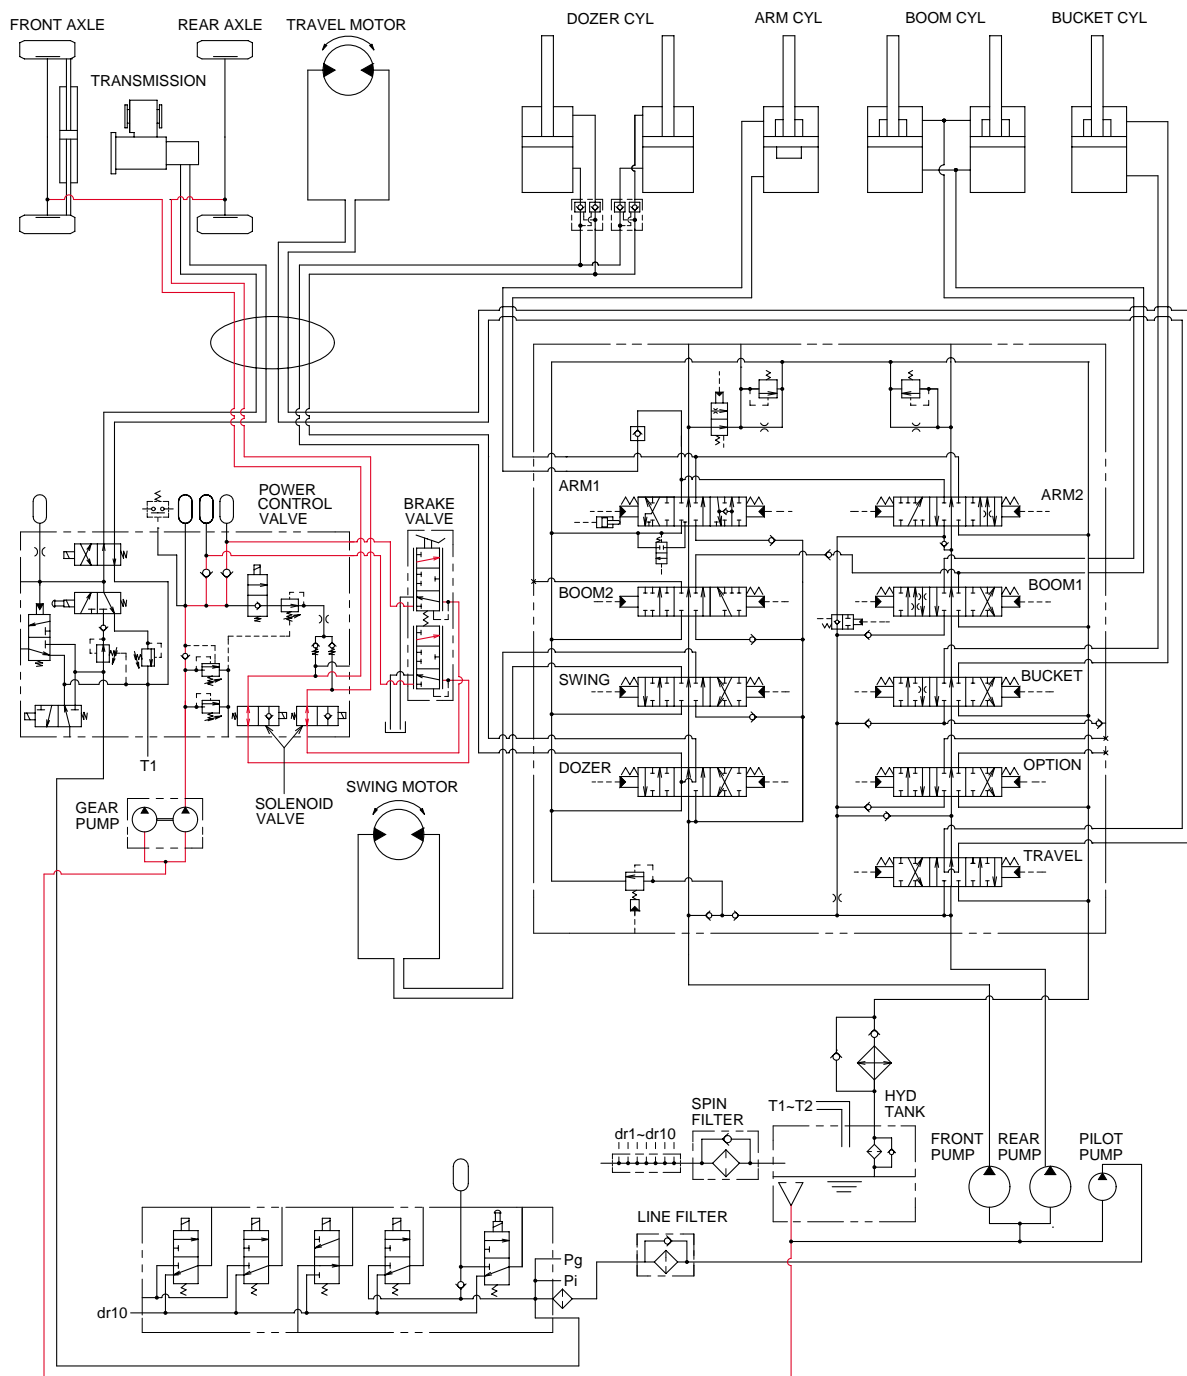 FRONT AXLE
REAR AXLE
TRAVEL MOTOR
DOZER CYL
ARM CYL
BOOM CYL
BUCKET CYL
TRANSMISSION
POWER
CONTROL
VALVE
BRAKE
VALVE
ARM1
ARM2
BOOM2
BOOM1
SWING
BUCKET
DOZER
OPTION
TRAVEL
T1
GEAR
PUMP
SOLENOID
VALVE
SWING MOTOR
T1~T2
HYD
TANK
SPIN
FILTER
dr1~dr10
FRONT
PUMP
REAR
PUMP
PILOT
PUMP
LINE FILTER
Pg
Pi
dr10